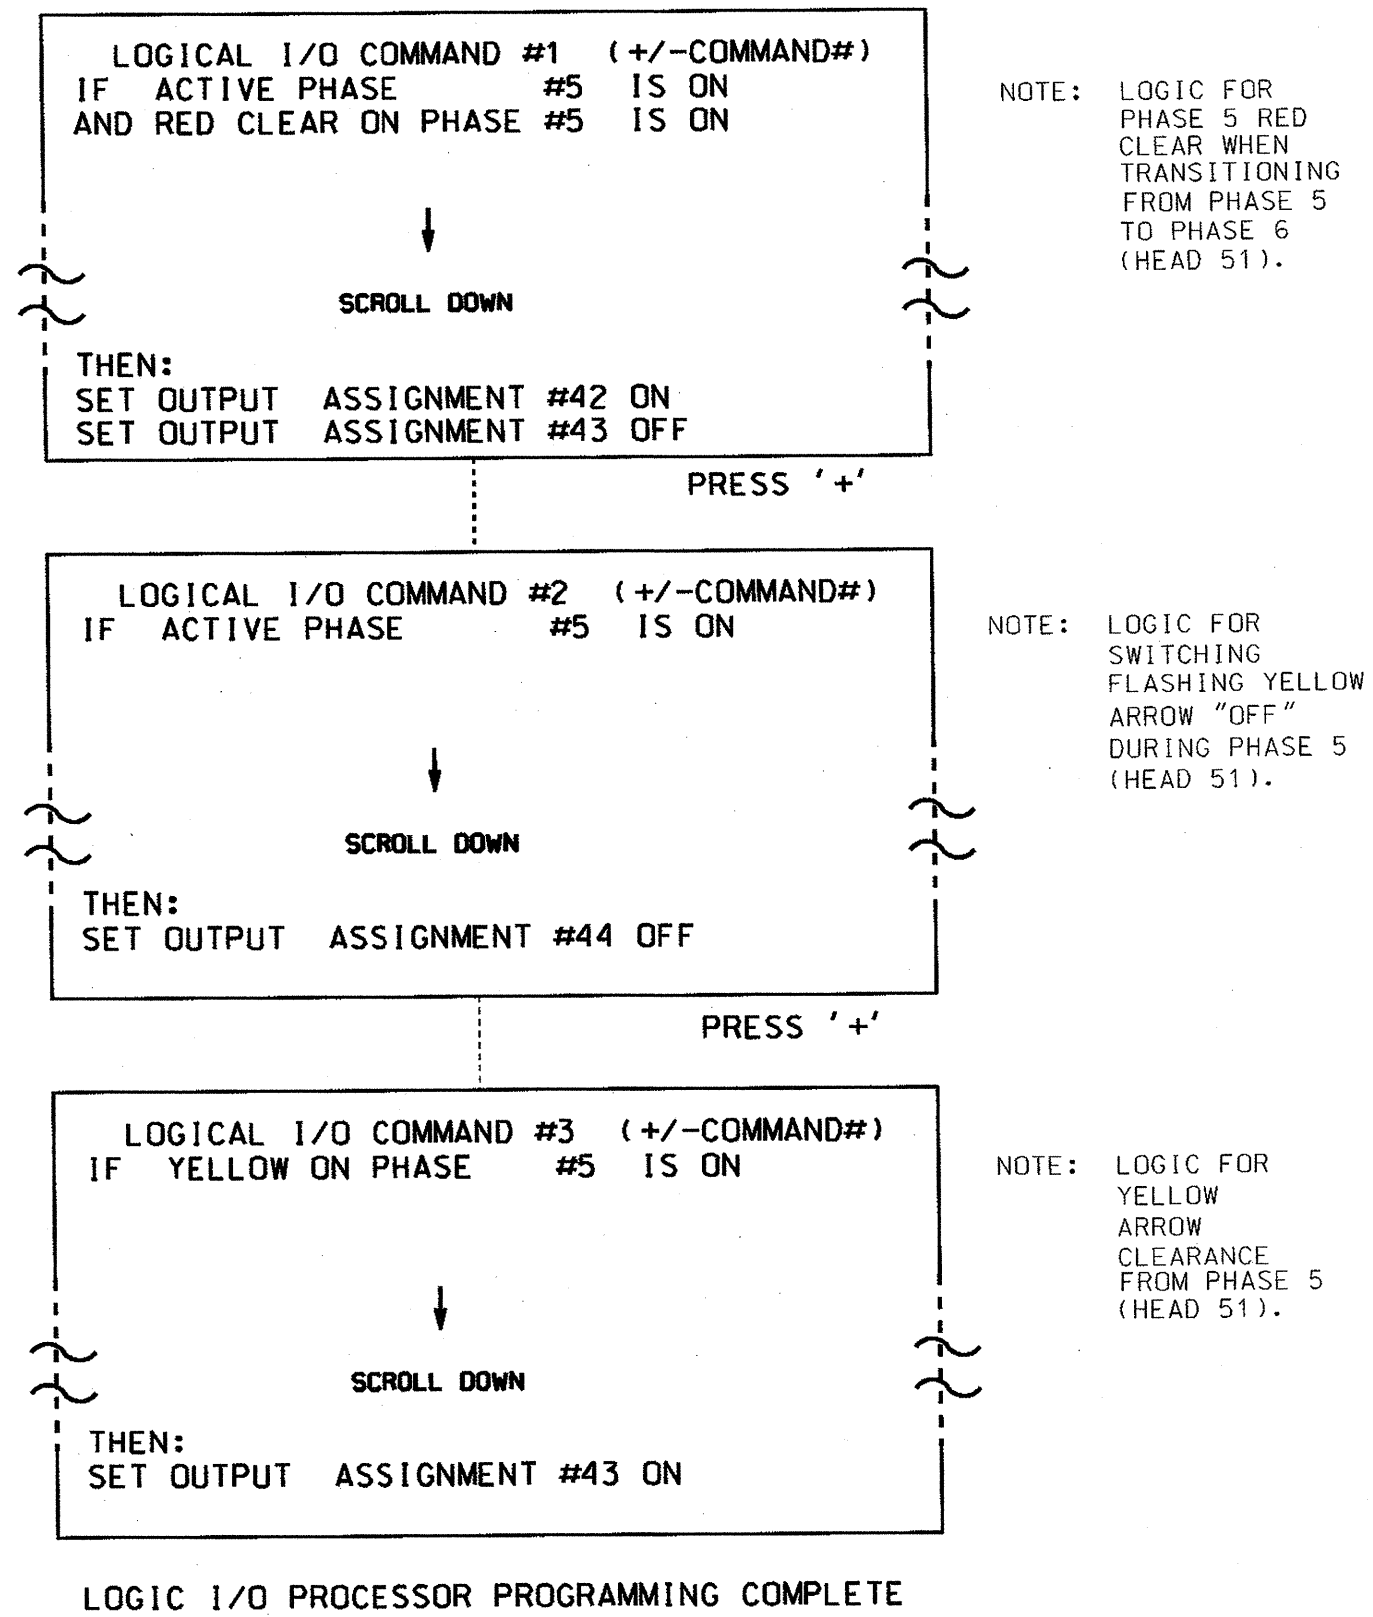 LOGICAL I/O COMMAND #1 (+/-COMMAND#)
IF ACTIVE PHASE #5 IS ON
AND RED CLEAR ON PHASE #5 IS ON
SCROLL DOWN
THEN:
SET OUTPUT ASSIGNMENT #42 ON
SET OUTPUT ASSIGNMENT #43 OFF
NOTE: LOGIC FOR
PHASE 5 RED
CLEAR WHEN
TRANSITIONING
FROM PHASE 5
TO PHASE 6
(HEAD 51).
PRESS '+'
LOGICAL I/O COMMAND #2 (+/-COMMAND#)
IF ACTIVE PHASE #5 IS ON
SCROLL DOWN
THEN:
SET OUTPUT ASSIGNMENT #44 OFF
NOTE: LOGIC FOR
SWITCHING
FLASHING YELLOW
ARROW "OFF"
DURING PHASE 5
(HEAD 51).
PRESS '+'
LOGICAL I/O COMMAND #3 (+/-COMMAND#)
IF YELLOW ON PHASE #5 IS ON
SCROLL DOWN
THEN:
SET OUTPUT ASSIGNMENT #43 ON
NOTE: LOGIC FOR
YELLOW
ARROW
CLEARANCE
FROM PHASE 5
(HEAD 51).
LOGIC I/O PROCESSOR PROGRAMMING COMPLETE